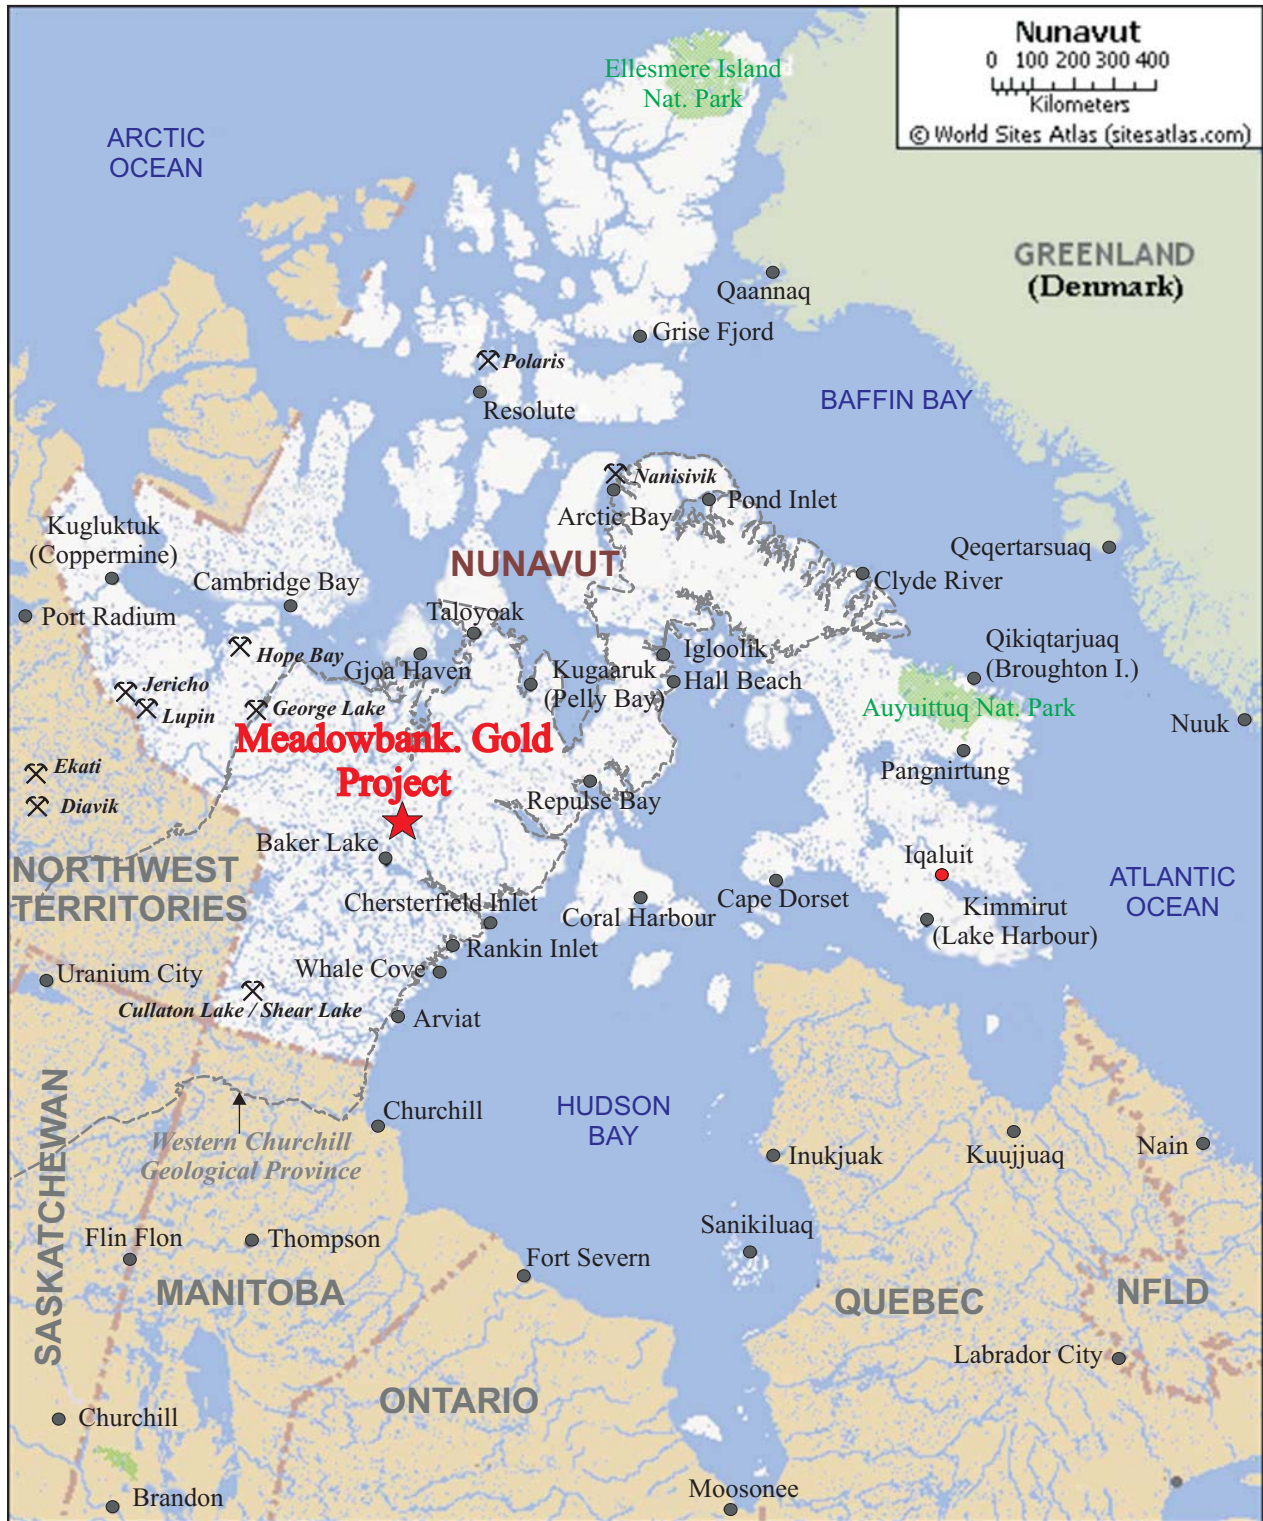 Nunavut
0 100 200 300 400
Kilometers
© World Sites Atlas (sitesatlas.com)
Ellesmere Island
Nat. Park
ARCTIC
OCEAN
GREENLAND
(Denmark)
Qaannaq
Grise Fjord
Polaris
Resolute
BAFFIN BAY
Nanisivik
Arctic Bay
Pond Inlet
Kugluktuk
(Coppermine)
Qeqertarsuaq
NUNAVUT
Cambridge Bay
Clyde River
Port Radium
Taloyoak
Hope Bay
Gjoa Haven
Kugaaruk
(Pelly Bay)
Igloolik
Hall Beach
Qikiqtarjuaq
(Broughton I.)
Jericho
Lupin
George Lake
Auyuittuq Nat. Park
Nuuk
Meadowbank. Gold
Project
Pangnirtung
Ekati
Diavik
Repulse Bay
Baker Lake
NORTHWEST
TERRITORIES
Iqaluit
ATLANTIC
OCEAN
Chersterfield Inlet
Coral Harbour
Cape Dorset
Kimmirut
(Lake Harbour)
Rankin Inlet
Whale Cove
Uranium City
Cullaton Lake / Shear Lake
Arviat
SASKATCHEWAN
Churchill
HUDSON
BAY
Western Churchill
Geological Province
Inukjuak
Kuujjuaq
Nain
Flin Flon
Thompson
Sanikiluaq
Fort Severn
MANITOBA
QUEBEC
NFLD
Labrador City
ONTARIO
Churchill
Brandon
Moosonee